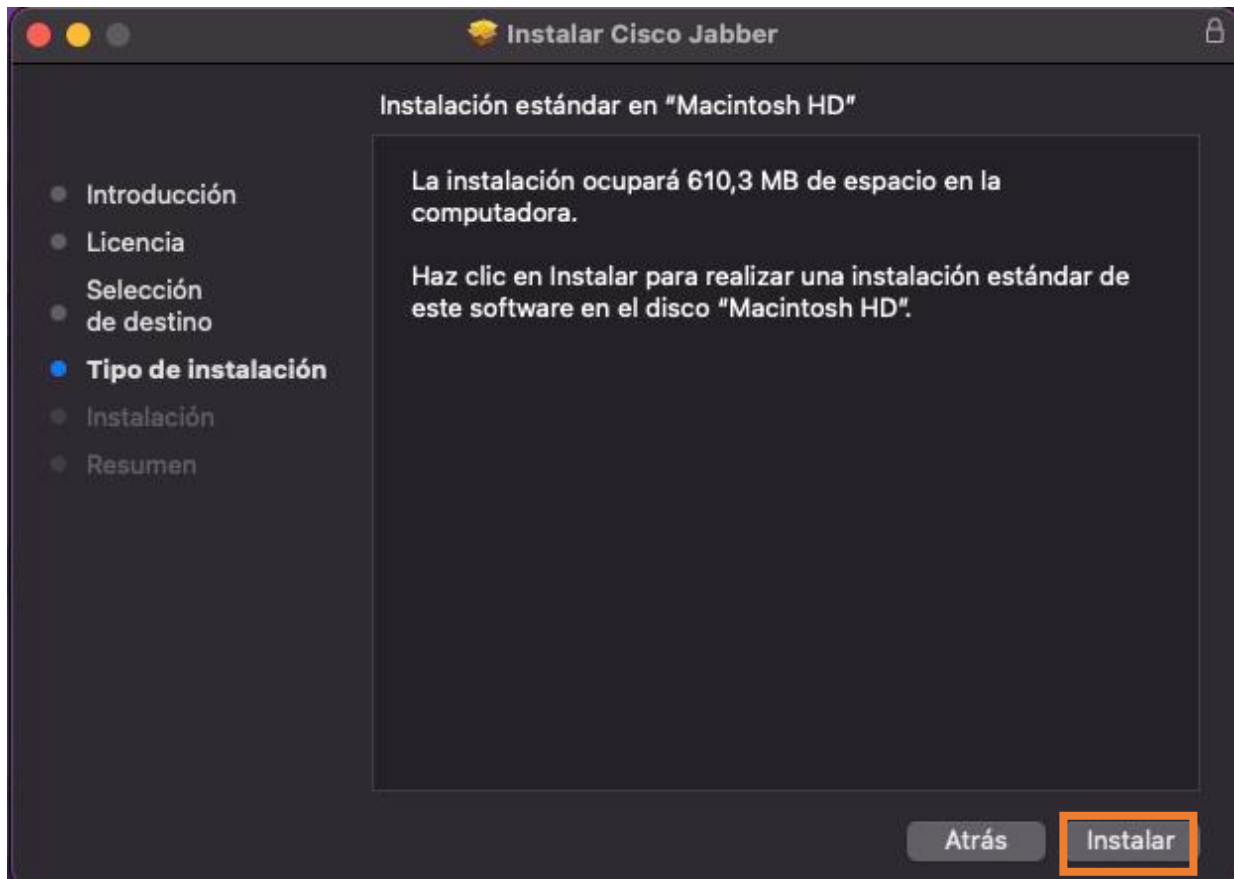 Instalar Cisco Jabber
Instalación estándar en "Macintosh HD"
Introducción
Licencia
Selección
de destino
Tipo de instalación
Instalación
Resumen
La instalación ocupará 610,3 MB de espacio en la
computadora.
Haz clic en Instalar para realizar una instalación estándar de
este software en el disco "Macintosh HD".
Atrás
Instalar